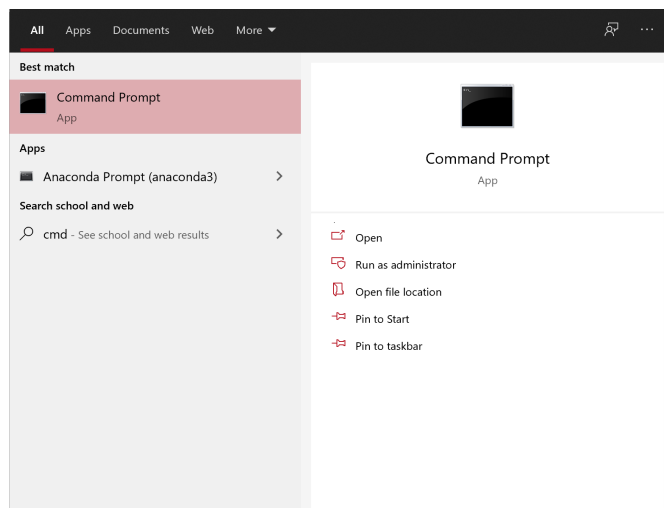 All Apps Documents Web More
Best match
Command Prompt
App
Apps
Anaconda Prompt (anaconda3)
Search school and web
cmd - See school and web results
Command Prompt
App
Open
Run as administrator
Open file location
Pin to Start
Pin to taskbar